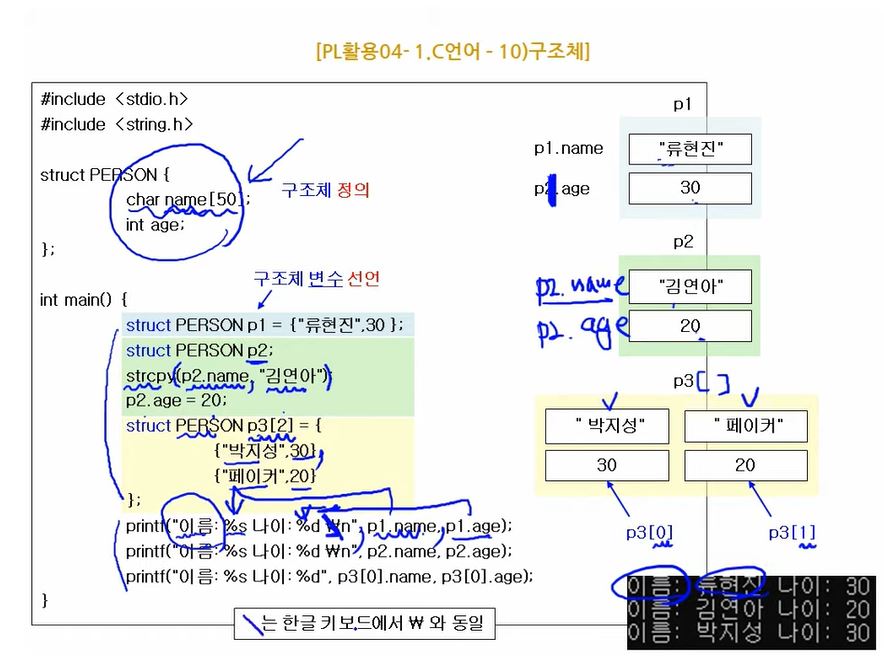 [PL활용04- 1.C언어 - 10)구조체]
#include <stdio.h>
#include <string.h>
struct PERSON {
char name[50];
int age;
};
구조체 정의
구조체 변수 선언
int main() {
struct PERSON p1 = {"류현진",30 };
struct PERSON p2;
strcpy(p2.name, "김연아");
p2.age = 20;
struct PERSON p3[2] = {
{"박지성",30},
{"페이커",20}
};
printf("이름: %s 나이: %d ₩n", p1.name, p1.age);
printf("이름: %s 나이: %d ₩n", p2.name, p2.age);
printf("이름: %s 나이: %d", p3[0].name, p3[0].age);
}
\는 한글 키보드에서 ₩ 와 동일
p1
p1.name "류현진"
p1.age 30
p2
p2.name "김연아"
p2.age 20
p3[ ]
" 박지성" " 페이커"
30 20
p3[0] p3[1]
이름: 류현진 나이: 30
이름: 김연아 나이: 20
이름: 박지성 나이: 30